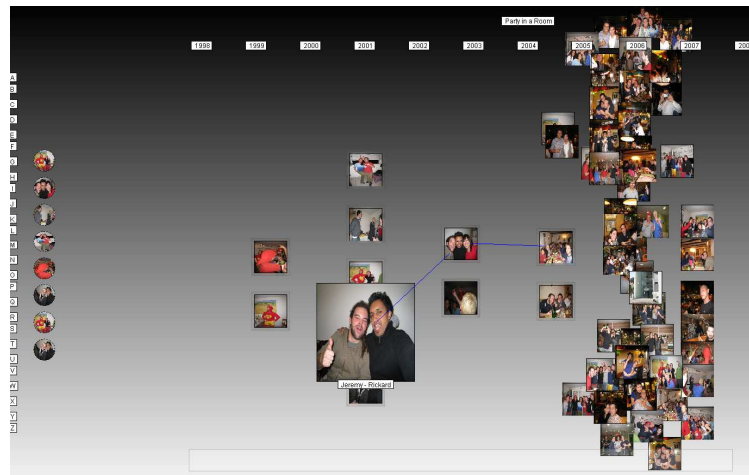 Party in a Room
1998 1999 2000 2001 2002 2003 2004 2005 2006 2007
A
B
C
D
E
F
G
H
I
J
K
L
M
N
O
P
Q
R
S
T
U
V
W
X
Y
Z
Jeremy - Rickard